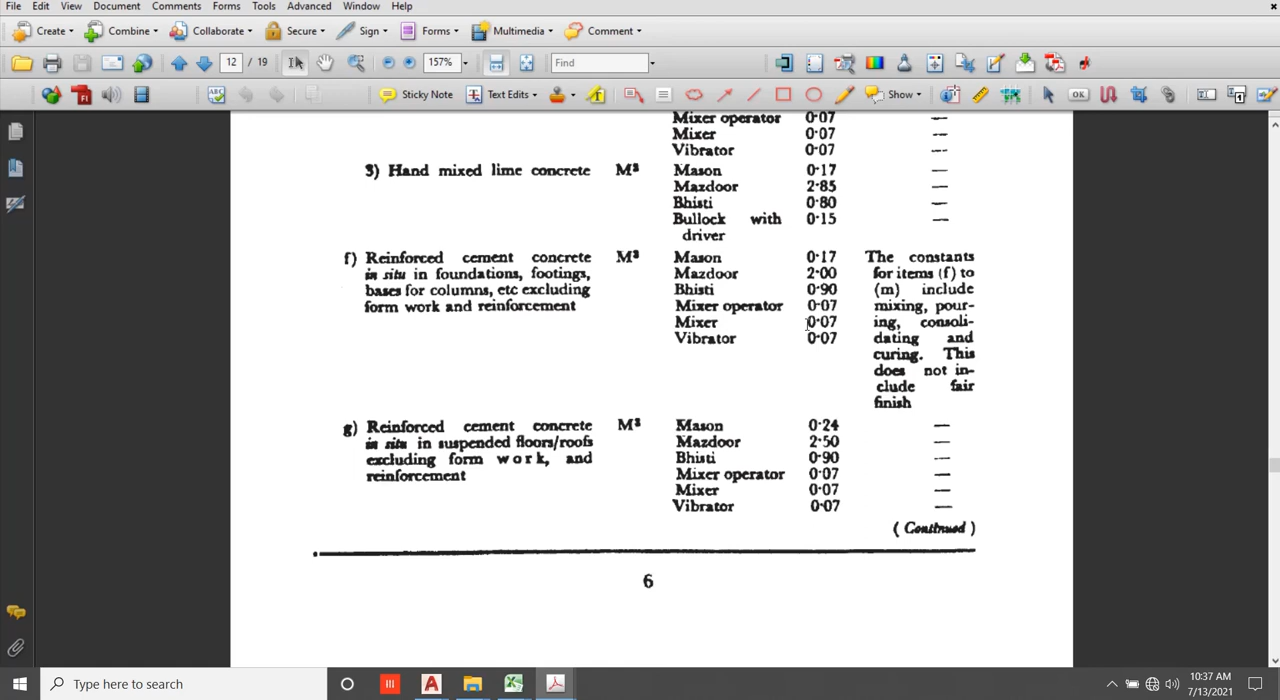 File Edit View Document Comments Forms Tools Advanced Window Help
Create Combine Collaborate Secure Sign Forms Multimedia Comment
12 / 19 157% Find
Sticky Note Text Edits Show OK
Mixer operator 0·07 —
Mixer 0·07 —
Vibrator 0·07 —
3) Hand mixed lime concrete M³ Mason 0·17 —
Mazdoor 2·85 —
Bhisti 0·80 —
Bullock with 0·15 —
driver
f) Reinforced cement concrete M³ Mason 0·17 The constants
in situ in foundations, footings, Mazdoor 2·00 for items (f) to
bases for columns, etc excluding Bhisti 0·90 (m) include
form work and reinforcement Mixer operator 0·07 mixing, pour-
Mixer 0·07 ing, consoli-
Vibrator 0·07 dating and
curing. This
does not in-
clude fair
finish
g) Reinforced cement concrete M³ Mason 0·24 —
in situ in suspended floors/roofs Mazdoor 2·50 —
excluding form work, and Bhisti 0·90 —
reinforcement Mixer operator 0·07 —
Mixer 0·07 —
Vibrator 0·07 —
( Continued )
6
Type here to search
10:37 AM
7/13/2021